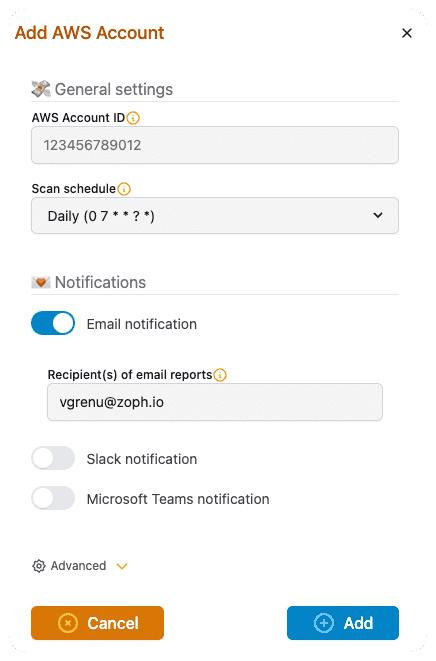 Add AWS Account
General settings
AWS Account ID
123456789012
Scan schedule
Daily (0 7 * * ? *)
Notifications
Email notification
Recipient(s) of email reports
vgrenu@zoph.io
Slack notification
Microsoft Teams notification
Advanced
Cancel
Add